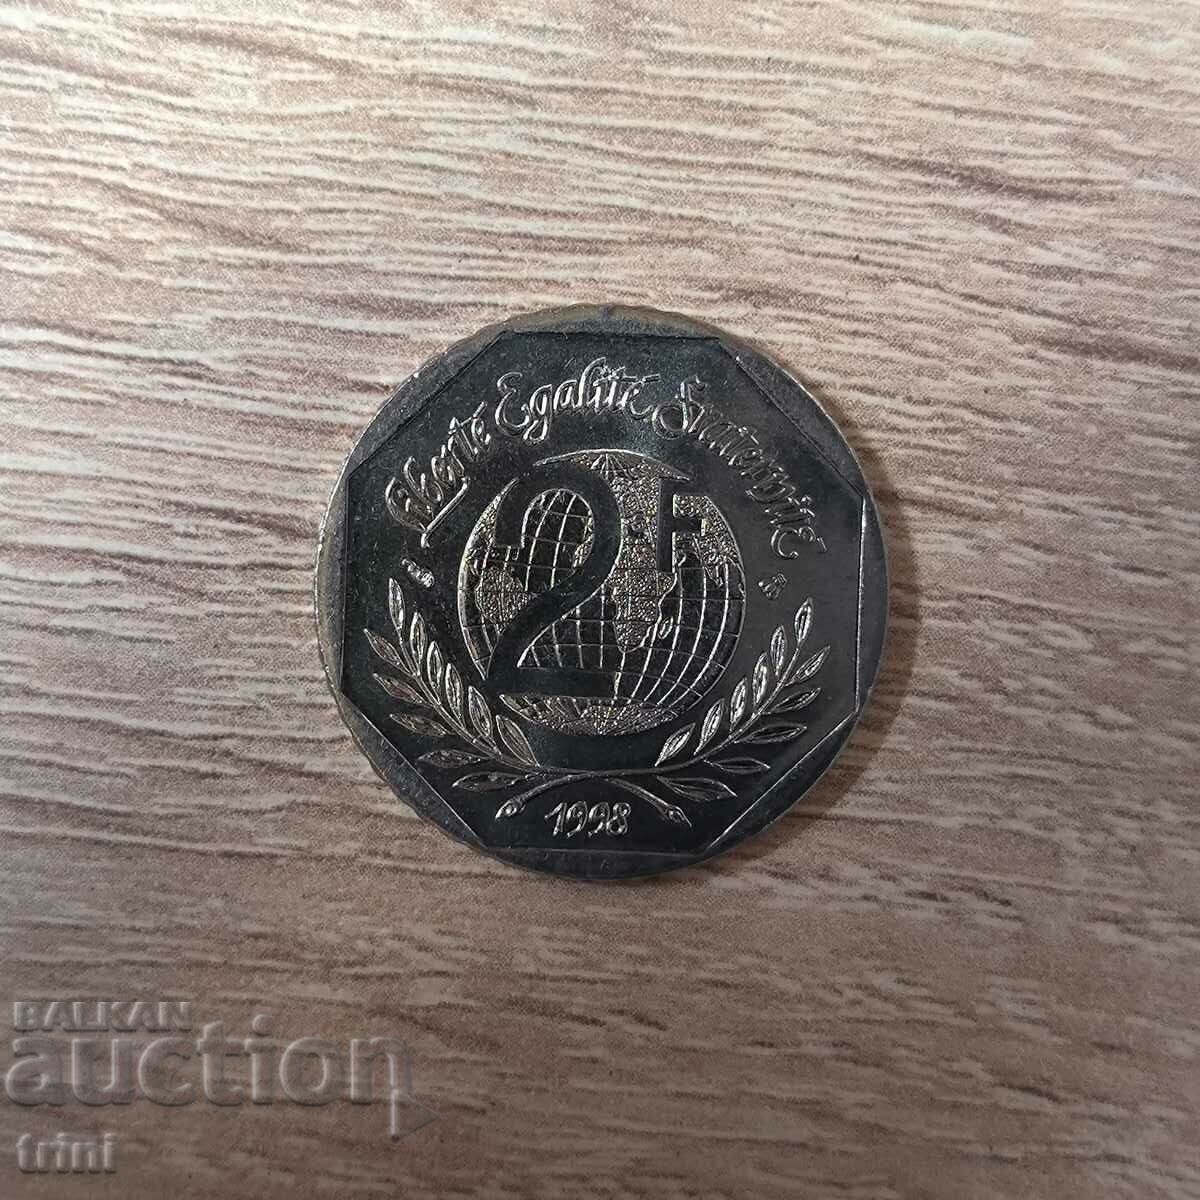 Liberté Egalité Fraternité
2F
1998
BALKAN
auction
trini